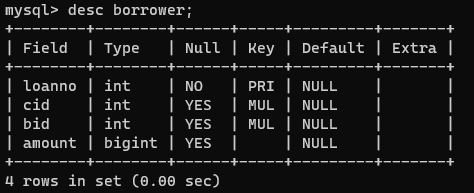 mysql> desc borrower;
+--------+--------+------+-----+---------+-------+
| Field  | Type   | Null | Key | Default | Extra |
+--------+--------+------+-----+---------+-------+
| loanno | int    | NO   | PRI | NULL    |       |
| cid    | int    | YES  | MUL | NULL    |       |
| bid    | int    | YES  | MUL | NULL    |       |
| amount | bigint | YES  |     | NULL    |       |
+--------+--------+------+-----+---------+-------+
4 rows in set (0.00 sec)